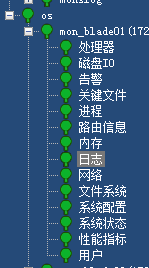 os
mon_blade01(172
处理器
磁盘IO
告警
关键文件
进程
路由信息
内存
日志
网络
文件系统
系统配置
系统状态
性能指标
用户